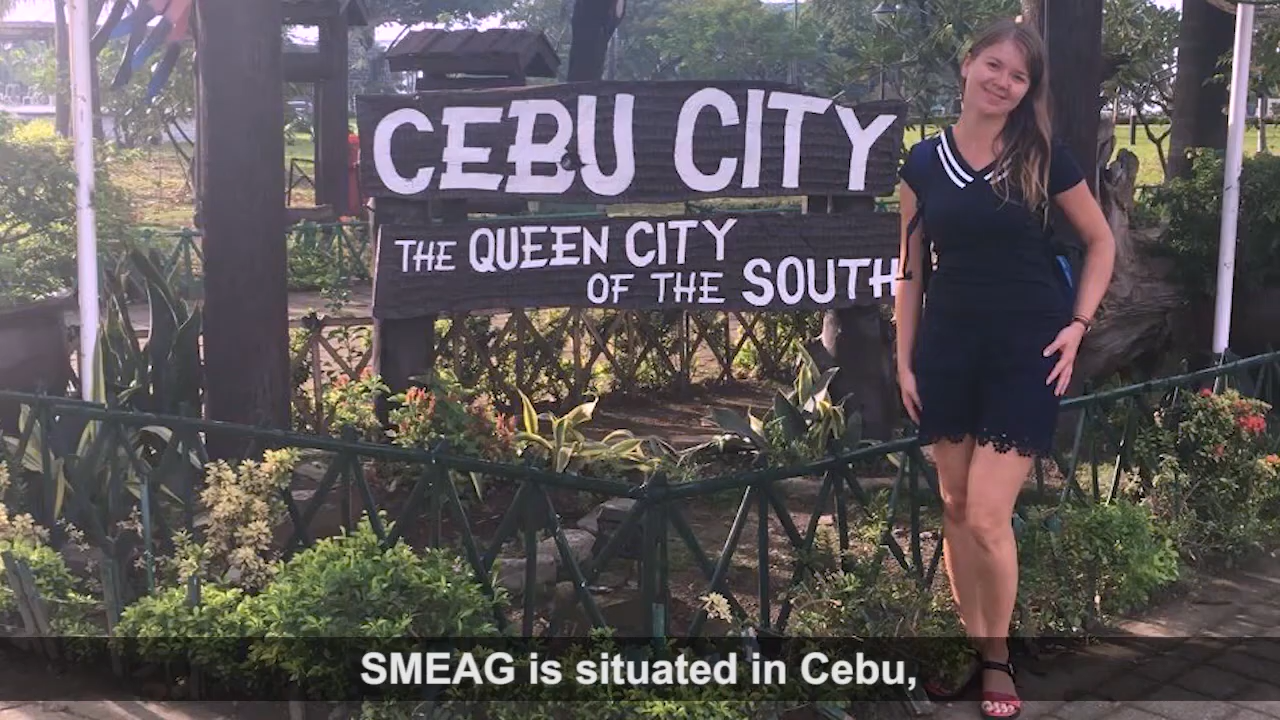 CEBU CITY
THE QUEEN CITY
OF THE SOUTH
SMEAG is situated in Cebu,